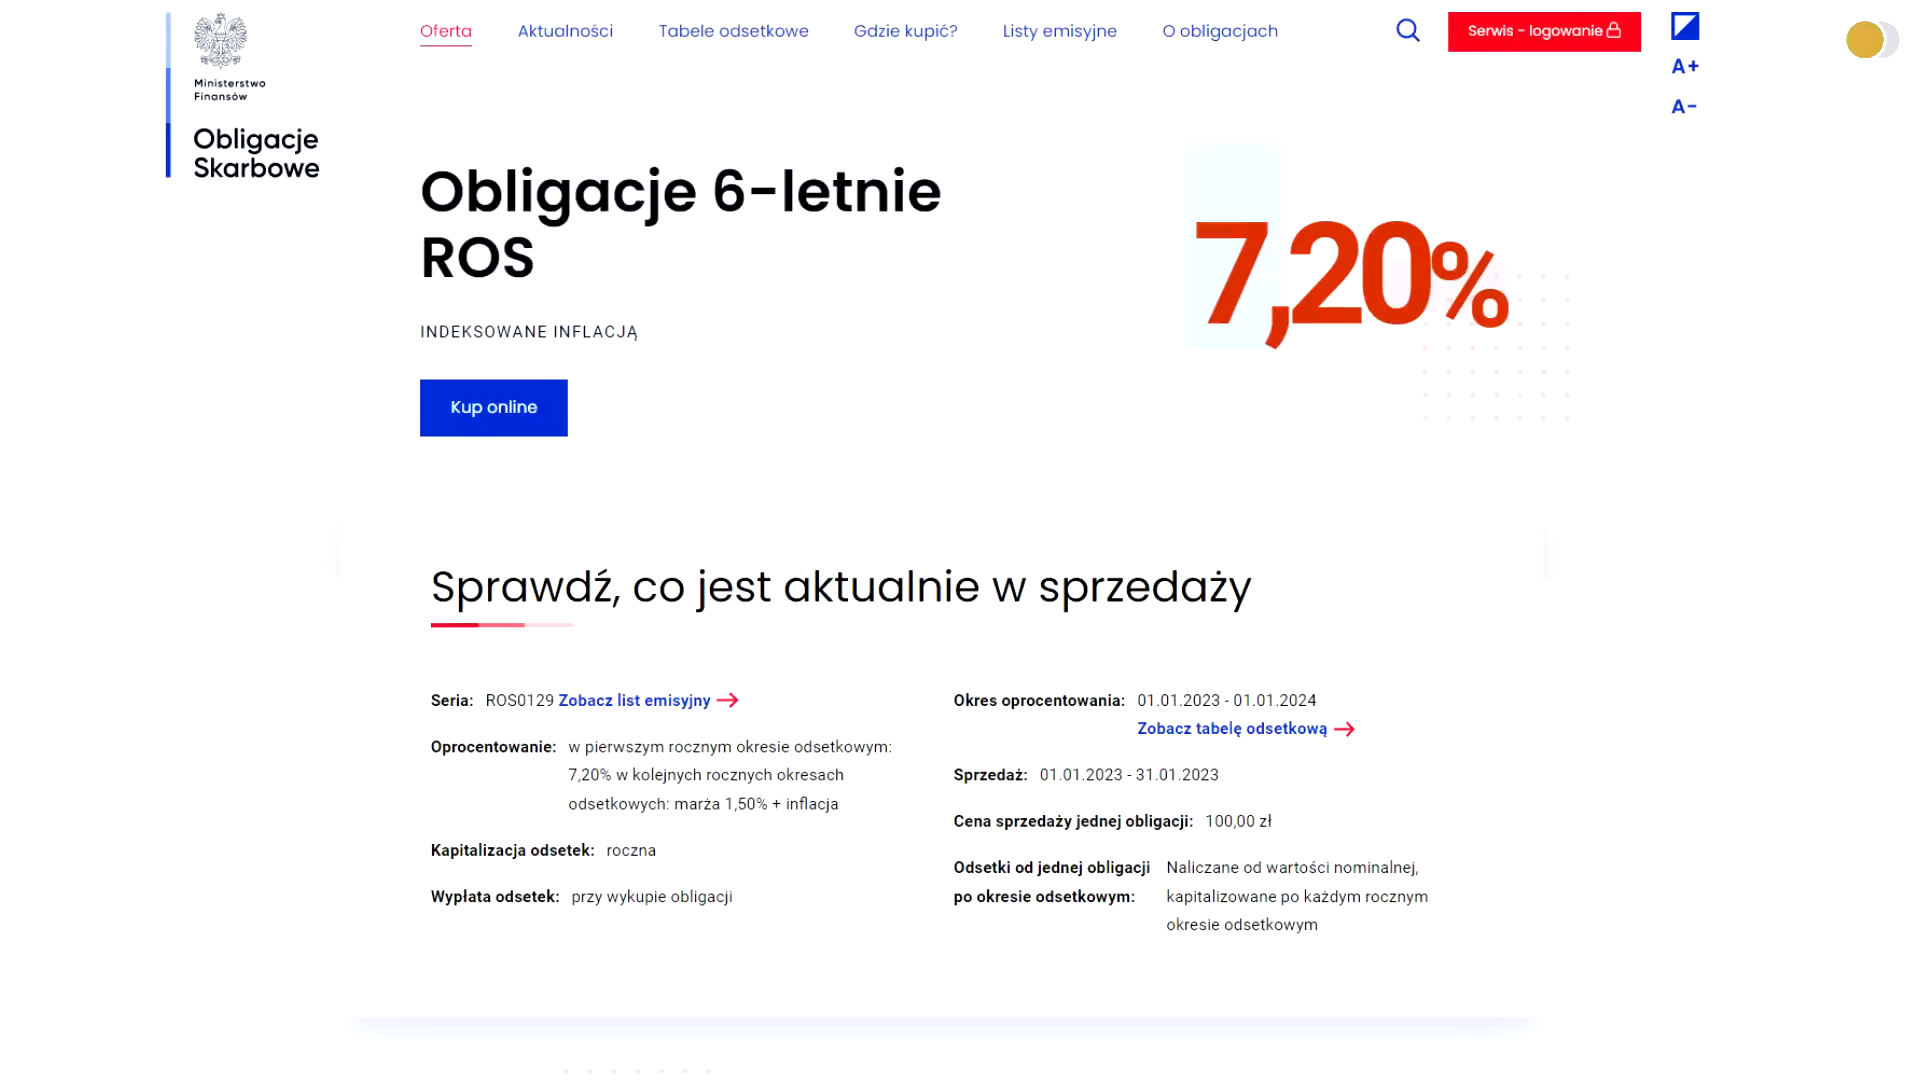 Ministerstwo
Finansów
Obligacje
Skarbowe
Oferta
Aktualności
Tabele odsetkowe
Gdzie kupić?
Listy emisyjne
O obligacjach
Serwis - logowanie
A+
A-
Obligacje 6-letnie
ROS
7,20%
INDEKSOWANE INFLACJĄ
Kup online
Sprawdź, co jest aktualnie w sprzedaży
Seria: ROS0129 Zobacz list emisyjny
Oprocentowanie: w pierwszym rocznym okresie odsetkowym:
7,20% w kolejnych rocznych okresach
odsetkowych: marża 1,50% + inflacja
Kapitalizacja odsetek: roczna
Wypłata odsetek: przy wykupie obligacji
Okres oprocentowania: 01.01.2023 - 01.01.2024
Zobacz tabelę odsetkową
Sprzedaż: 01.01.2023 - 31.01.2023
Cena sprzedaży jednej obligacji: 100,00 zł
Odsetki od jednej obligacji Naliczane od wartości nominalnej,
po okresie odsetkowym: kapitalizowane po każdym rocznym
okresie odsetkowym